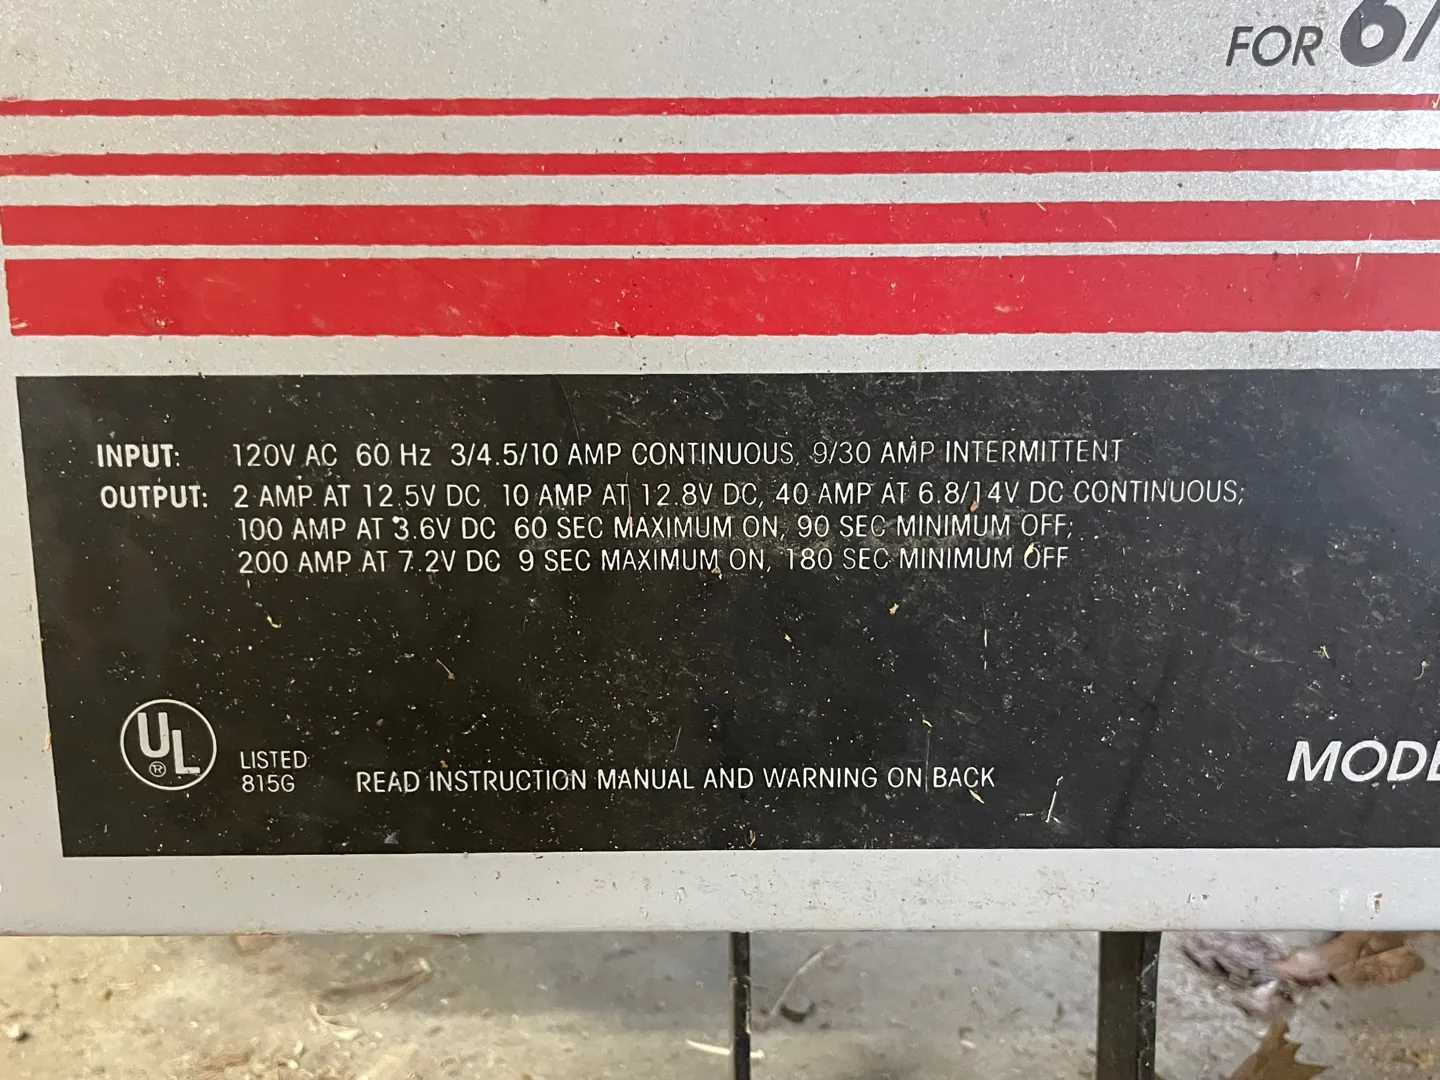 FOR 6/
INPUT: 120V AC 60 Hz 3/4.5/10 AMP CONTINUOUS, 9/30 AMP INTERMITTENT
OUTPUT: 2 AMP AT 12.5V DC, 10 AMP AT 12.8V DC, 40 AMP AT 6.8/14V DC CONTINUOUS;
100 AMP AT 3.6V DC 60 SEC MAXIMUM ON, 90 SEC MINIMUM OFF;
200 AMP AT 7.2V DC 9 SEC MAXIMUM ON, 180 SEC MINIMUM OFF
UL
®
LISTED
815G
READ INSTRUCTION MANUAL AND WARNING ON BACK
MODE